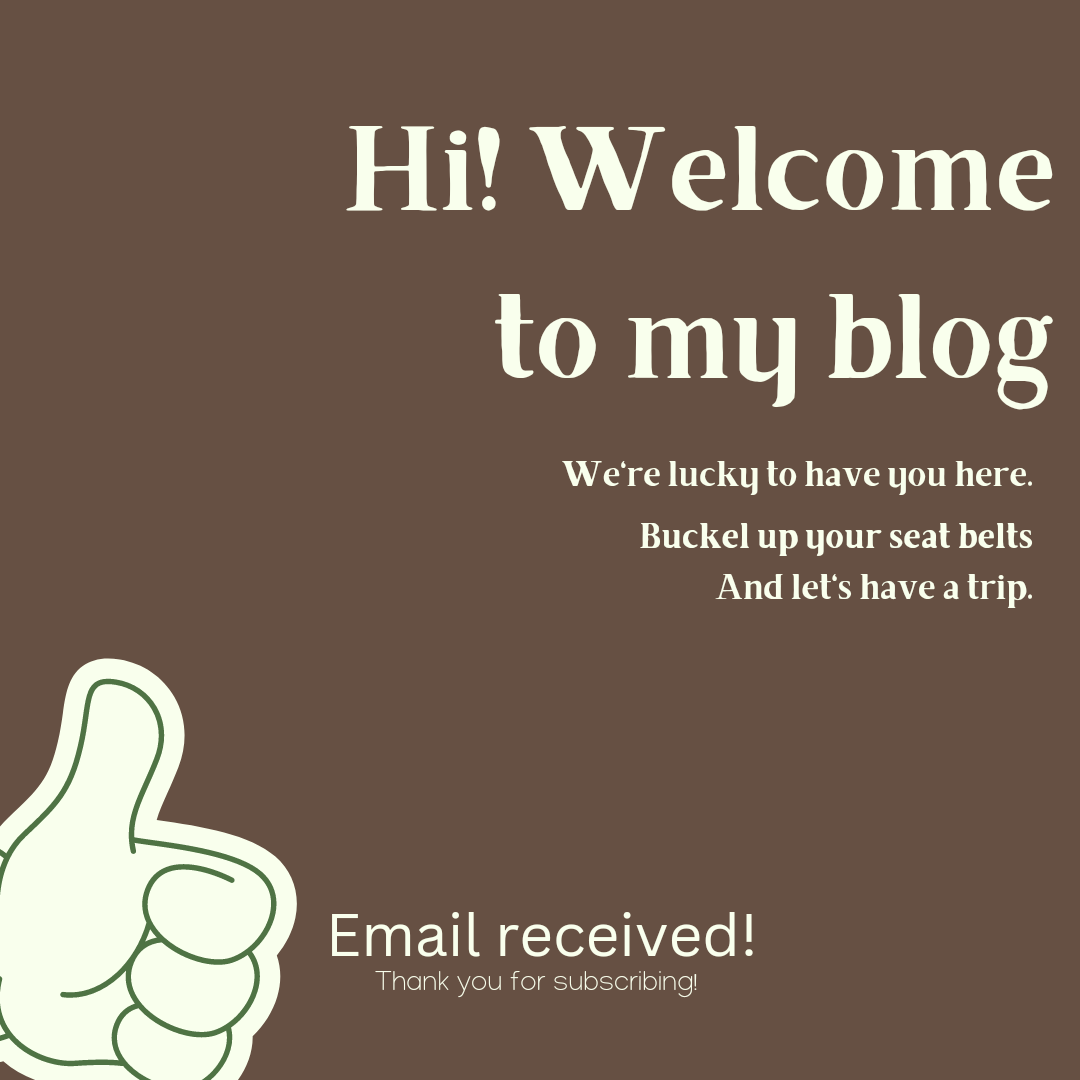 Hi! Welcome
to my blog
We‘re lucky to have you here.
Buckel up your seat belts
And let‘s have a trip.
Email received!
Thank you for subscribing!